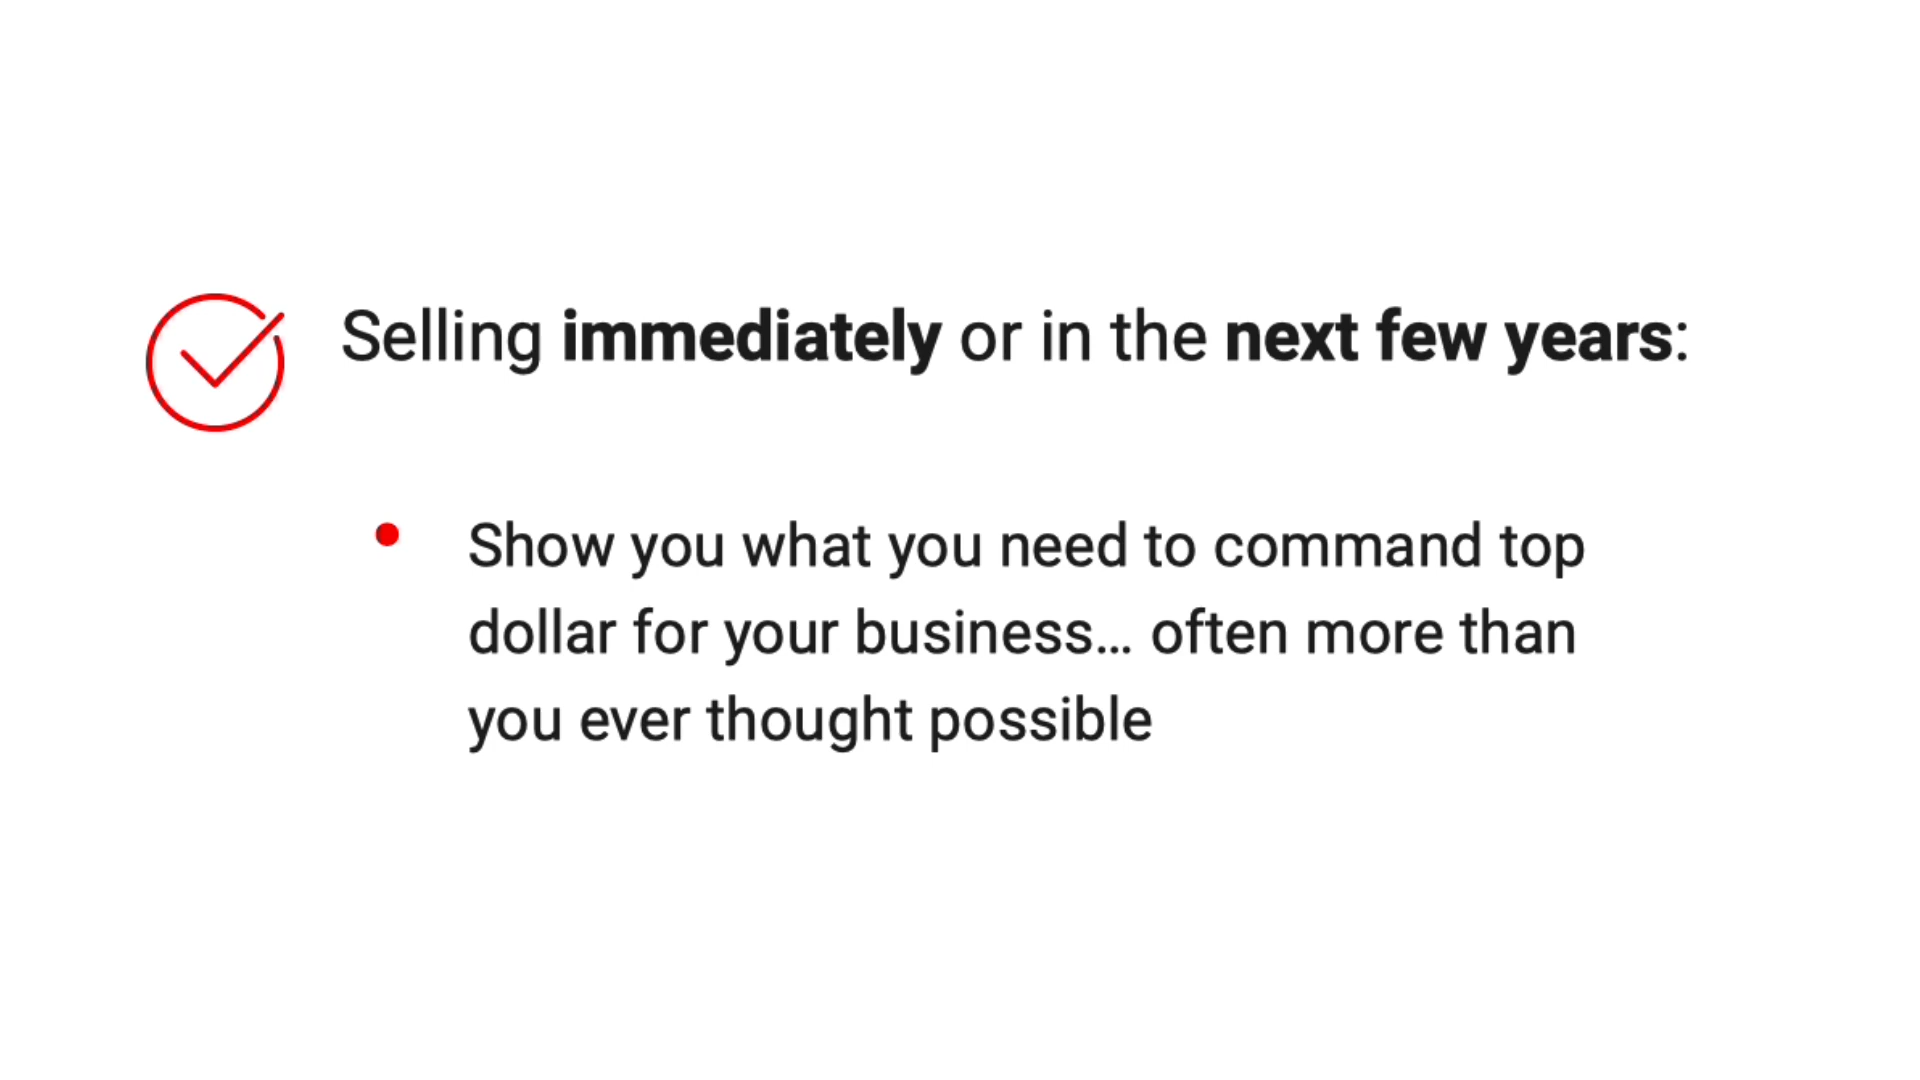 Selling immediately or in the next few years:
• Show you what you need to command top
dollar for your business... often more than
you ever thought possible